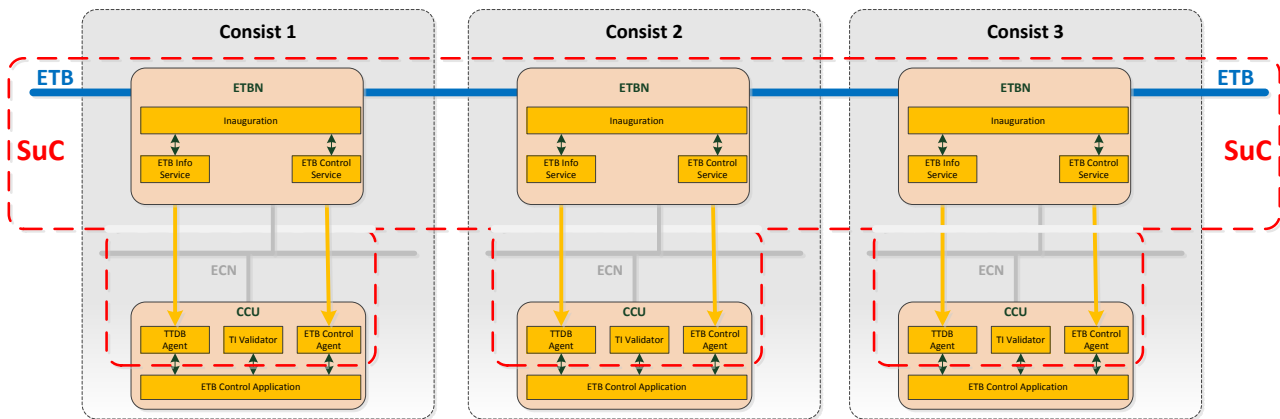 Consist 1
Consist 2
Consist 3
ETB
ETB
SuC
SuC
ETBN
Inauguration
ETB Info
Service
ETB Control
Service
ETBN
Inauguration
ETB Info
Service
ETB Control
Service
ETBN
Inauguration
ETB Info
Service
ETB Control
Service
ECN
ECN
ECN
CCU
TTDB
Agent
TI Validator
ETB Control
Agent
ETB Control Application
CCU
TTDB
Agent
TI Validator
ETB Control
Agent
ETB Control Application
CCU
TTDB
Agent
TI Validator
ETB Control
Agent
ETB Control Application